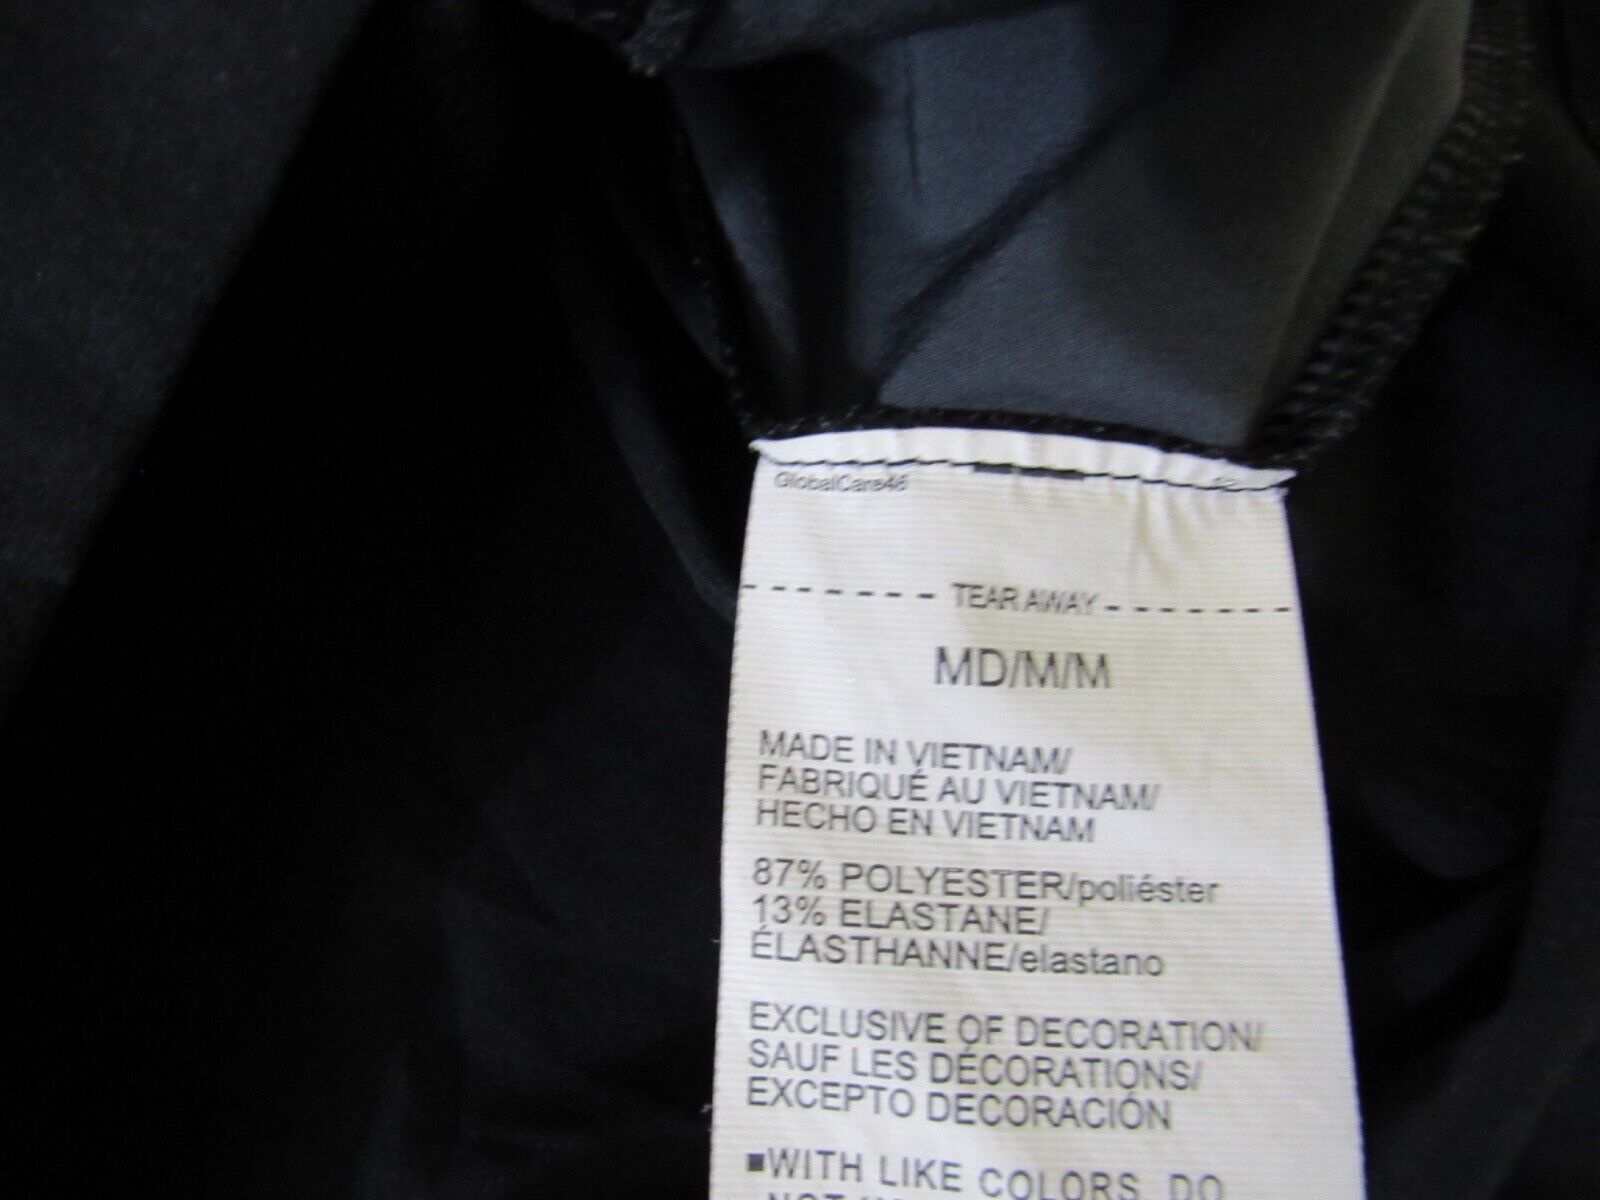 GlobalCare46
TEAR AWAY
MD/M/M
MADE IN VIETNAM/
FABRIQUÉ AU VIETNAM/
HECHO EN VIETNAM
87% POLYESTER/poliéster
13% ELASTANE/
ÉLASTHANNE/elastano
EXCLUSIVE OF DECORATION/
SAUF LES DÉCORATIONS/
EXCEPTO DECORACIÓN
■WITH LIKE COLORS. DO
NOT